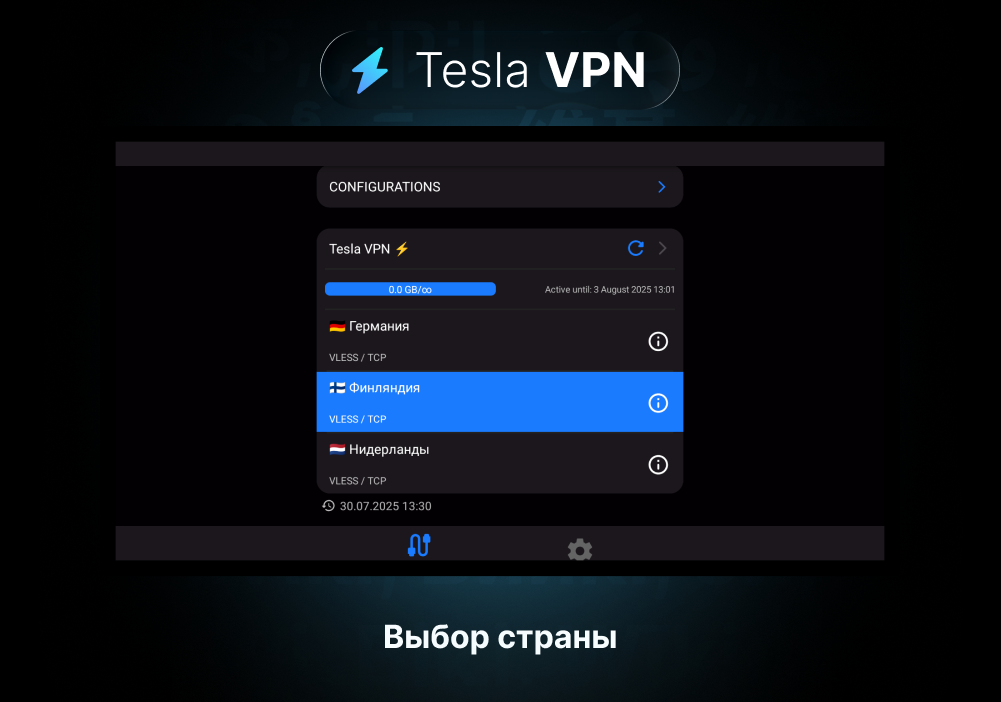 Tesla VPN
CONFIGURATIONS
Tesla VPN ⚡
0.0 GB/∞
Active until: 3 August 2025 13:01
🇩🇪 Германия
VLESS / TCP
🇫🇮 Финляндия
VLESS / TCP
🇳🇱 Нидерланды
VLESS / TCP
30.07.2025 13:30
Выбор страны